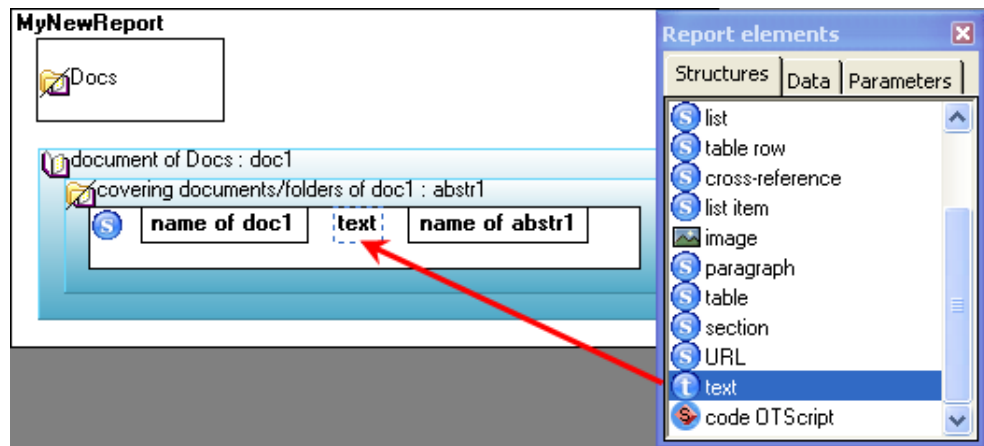 MyNewReport
Docs
document of Docs : doc1
covering documents/folders of doc1 : abstr1
S name of doc1 text name of abstr1
Report elements
Structures Data Parameters
S list
S table row
S cross-reference
S list item
image
S paragraph
S table
S section
S URL
t text
S code OTScript